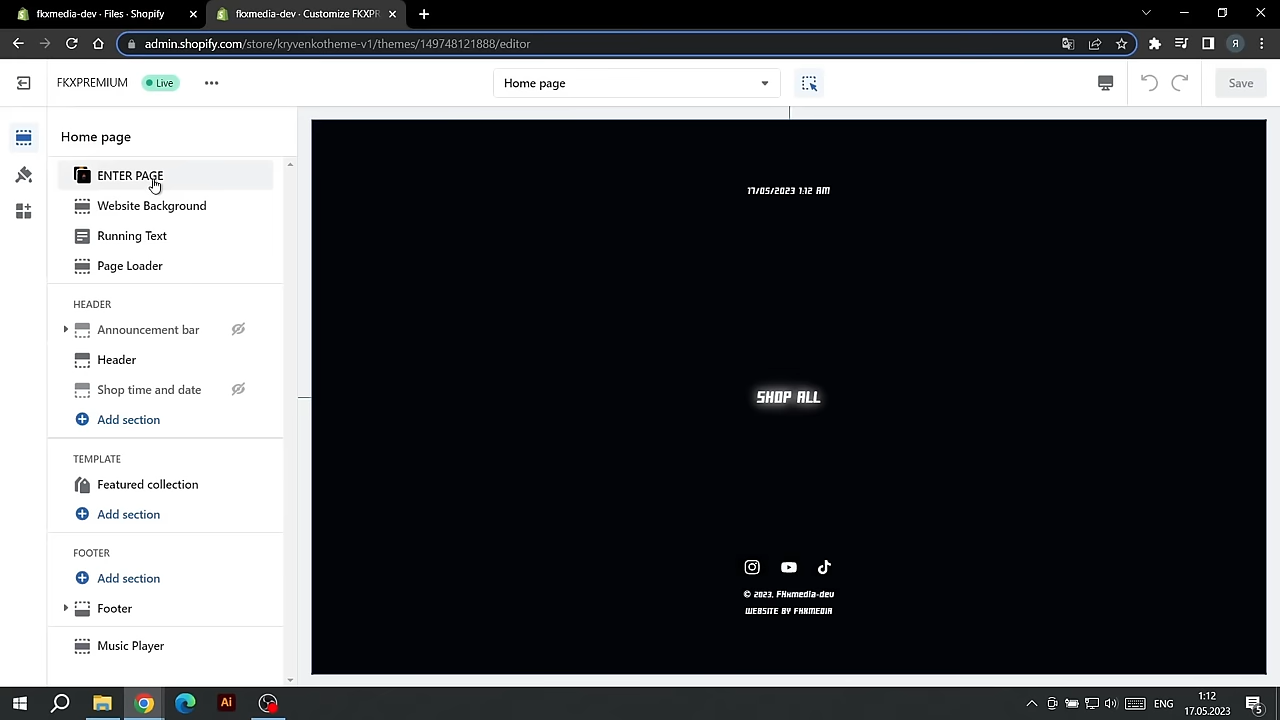 flxmedia-dev · Files · Shopify
flxmedia-dev · Customize FKXPR
admin.shopify.com/store/kryvenkotheme-v1/themes/149748121888/editor
Я
FKXPREMIUM
Live
Home page
Save
Home page
ENTER PAGE
Website Background
Running Text
Page Loader
HEADER
Announcement bar
Header
Shop time and date
Add section
TEMPLATE
Featured collection
Add section
FOOTER
Add section
Footer
Music Player
17/05/2023 1:12 AM
SHOP ALL
© 2023, FKxmedia-dev
WEBSITE BY FKXMEDIA
Ai
ENG
1:12
17.05.2023
5